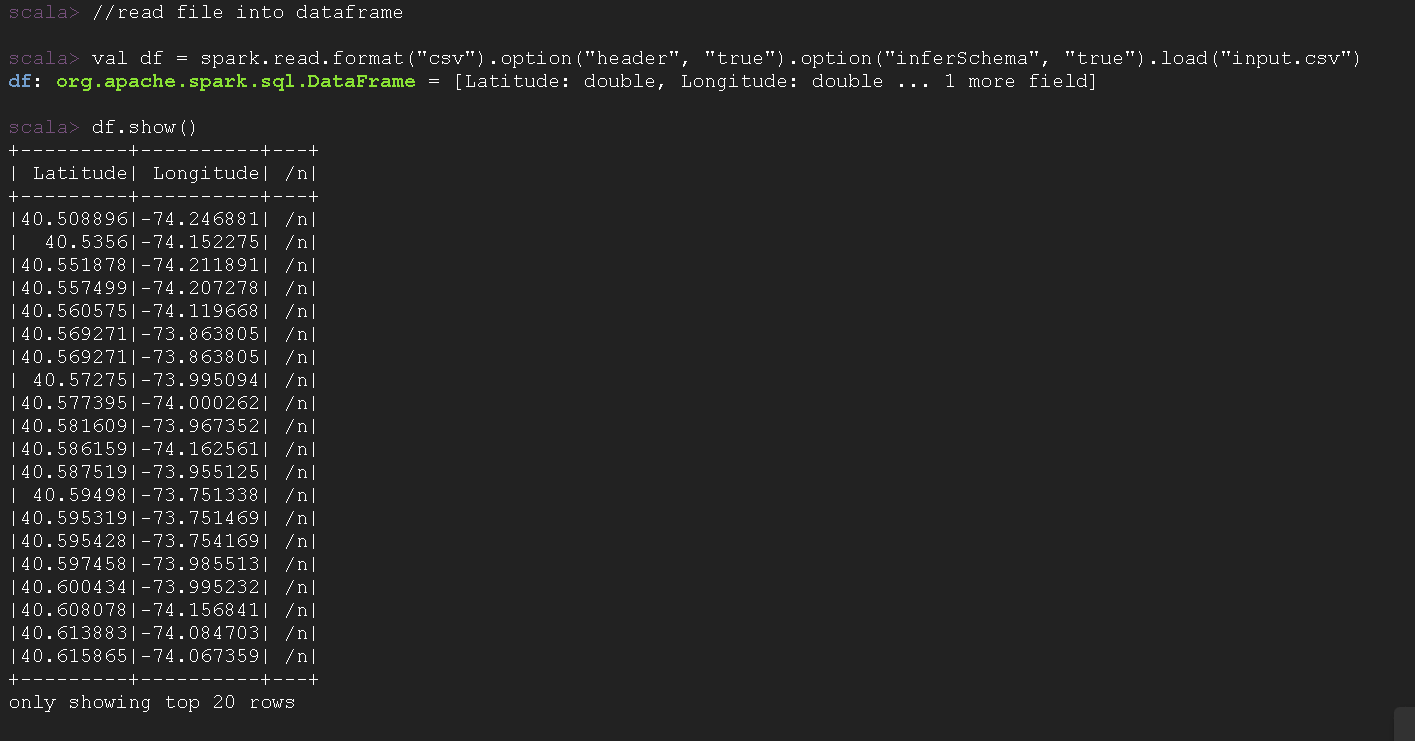 scala> //read file into dataframe
scala> val df = spark.read.format("csv").option("header", "true").option("inferSchema", "true").load("input.csv")
df: org.apache.spark.sql.DataFrame = [Latitude: double, Longitude: double ... 1 more field]
scala> df.show()
+---------+----------+---+
| Latitude| Longitude| /n|
+---------+----------+---+
|40.508896|-74.246881| /n|
|  40.5356|-74.152275| /n|
|40.551878|-74.211891| /n|
|40.557499|-74.207278| /n|
|40.560575|-74.119668| /n|
|40.569271|-73.863805| /n|
|40.569271|-73.863805| /n|
| 40.57275|-73.995094| /n|
|40.577395|-74.000262| /n|
|40.581609|-73.967352| /n|
|40.586159|-74.162561| /n|
|40.587519|-73.955125| /n|
| 40.59498|-73.751338| /n|
|40.595319|-73.751469| /n|
|40.595428|-73.754169| /n|
|40.597458|-73.985513| /n|
|40.600434|-73.995232| /n|
|40.608078|-74.156841| /n|
|40.613883|-74.084703| /n|
|40.615865|-74.067359| /n|
+---------+----------+---+
only showing top 20 rows